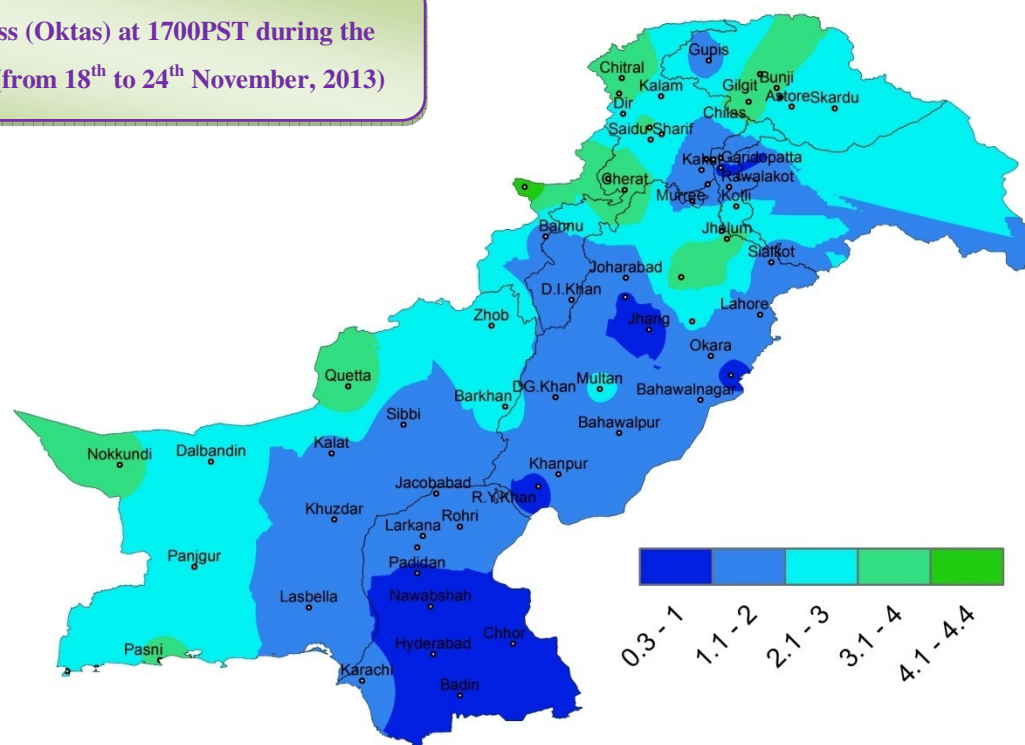 ss (Oktas) at 1700PST during the
(from 18th to 24th November, 2013)
Gupis
Chitral
Kalam
Gilgit
Bunji
Dir
Astore
Skardu
Chilas
Saidu Sharif
Garidopatta
Cherat
Rawalakot
Murree
Kotli
Bannu
Jhelum
Sialkot
Joharabad
D.I.Khan
Zhob
Jhang
Lahore
Okara
Quetta
Barkhan
DG.Khan
Multan
Bahawalnagar
Sibbi
Bahawalpur
Nokkundi
Dalbandin
Kalat
Khanpur
Jacobabad
R.Y.Khan
Khuzdar
Larkana
Rohri
Panjgur
Padidan
Lasbella
Nawabshah
Pasni
Hyderabad
Chhor
Karachi
Badin
0.3 - 1
1.1 - 2
2.1 - 3
3.1 - 4
4.1 - 4.4